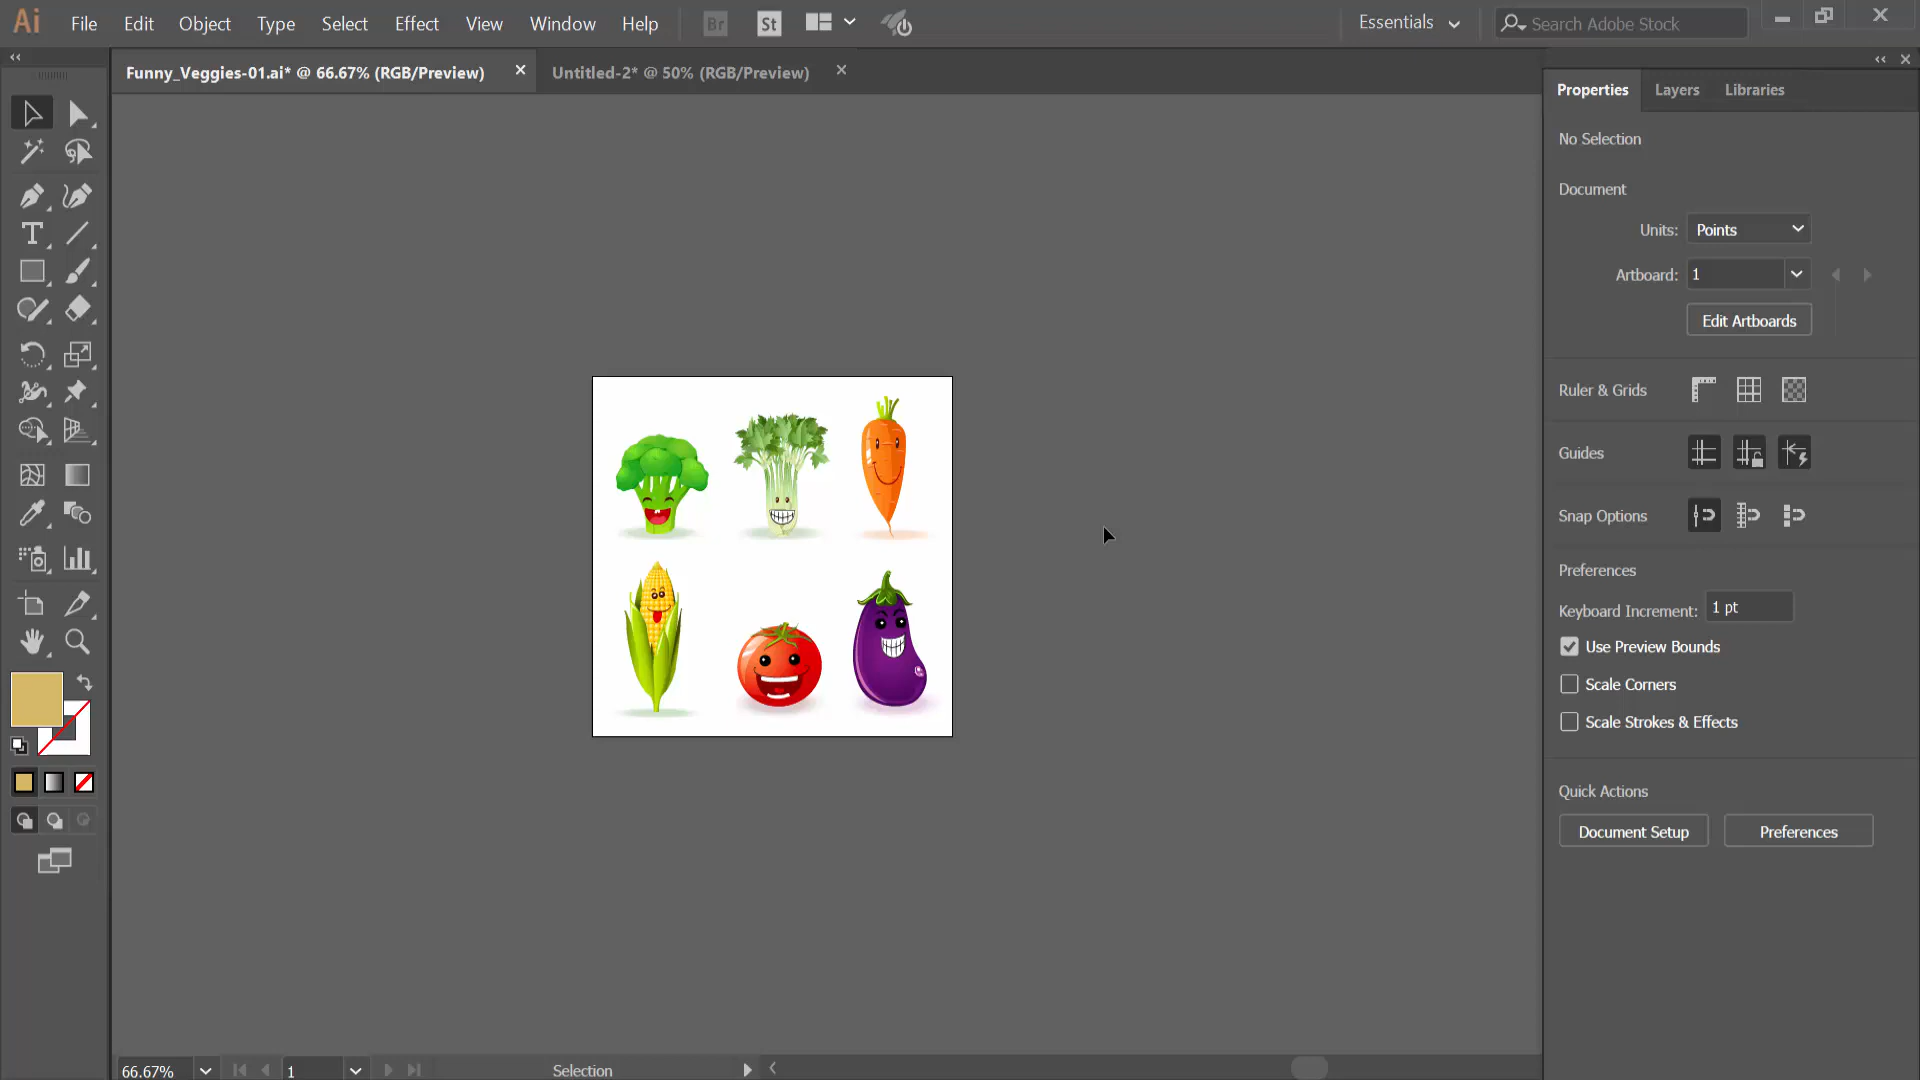 Ai File Edit Object Type Select Effect View Window Help Br St Essentials Search Adobe Stock
Funny_Veggies-01.ai* @ 66.67% (RGB/Preview) Untitled-2* @ 50% (RGB/Preview)
Properties Layers Libraries
No Selection
Document
Units: Points
Artboard: 1
Edit Artboards
Ruler & Grids
Guides
Snap Options
Preferences
Keyboard Increment: 1 pt
Use Preview Bounds
Scale Corners
Scale Strokes & Effects
Quick Actions
Document Setup Preferences
66.67% 1 Selection